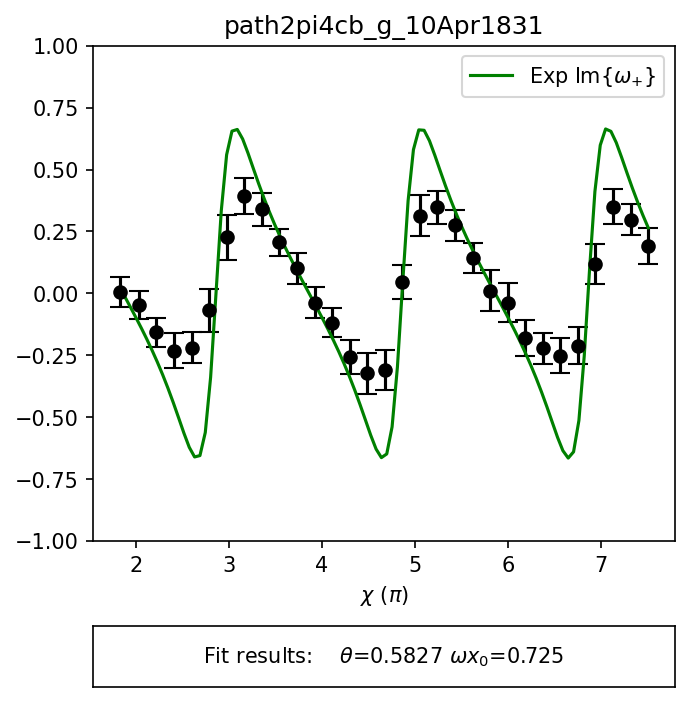 path2pi4cb_g_10Apr1831
Exp Im{ω₊}
1.00
0.75
0.50
0.25
0.00
−0.25
−0.50
−0.75
−1.00
2 3 4 5 6 7
χ (π)
Fit results: θ=0.5827 ωx₀=0.725